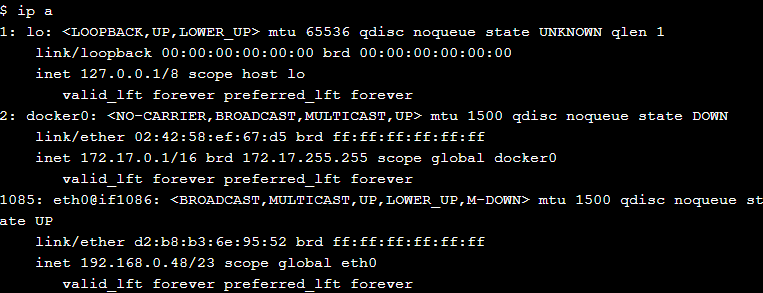 $ ip a
1: lo: <LOOPBACK,UP,LOWER_UP> mtu 65536 qdisc noqueue state UNKNOWN qlen 1
    link/loopback 00:00:00:00:00:00 brd 00:00:00:00:00:00
    inet 127.0.0.1/8 scope host lo
       valid_lft forever preferred_lft forever
2: docker0: <NO-CARRIER,BROADCAST,MULTICAST,UP> mtu 1500 qdisc noqueue state DOWN
    link/ether 02:42:58:ef:67:d5 brd ff:ff:ff:ff:ff:ff
    inet 172.17.0.1/16 brd 172.17.255.255 scope global docker0
       valid_lft forever preferred_lft forever
1085: eth0@if1086: <BROADCAST,MULTICAST,UP,LOWER_UP,M-DOWN> mtu 1500 qdisc noqueue st
ate UP
    link/ether d2:b8:b3:6e:95:52 brd ff:ff:ff:ff:ff:ff
    inet 192.168.0.48/23 scope global eth0
       valid_lft forever preferred_lft forever